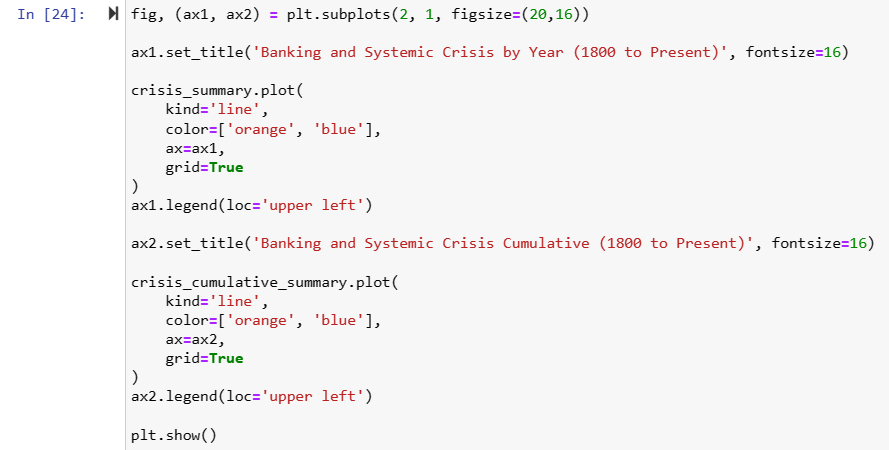 In [24]: fig, (ax1, ax2) = plt.subplots(2, 1, figsize=(20,16))

ax1.set_title('Banking and Systemic Crisis by Year (1800 to Present)', fontsize=16)

crisis_summary.plot(
    kind='line',
    color=['orange', 'blue'],
    ax=ax1,
    grid=True
)
ax1.legend(loc='upper left')

ax2.set_title('Banking and Systemic Crisis Cumulative (1800 to Present)', fontsize=16)

crisis_cumulative_summary.plot(
    kind='line',
    color=['orange', 'blue'],
    ax=ax2,
    grid=True
)
ax2.legend(loc='upper left')

plt.show()